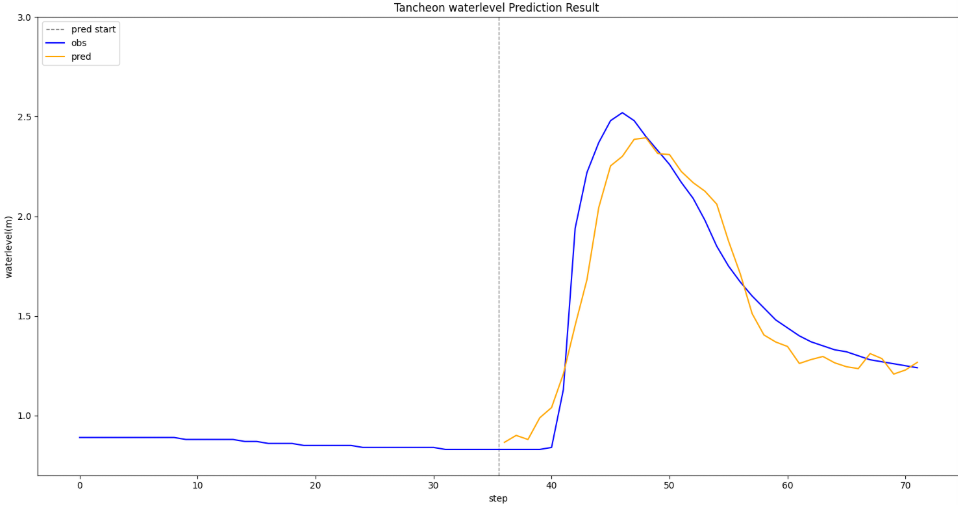 Tancheon waterlevel Prediction Result
pred start
obs
pred
waterlevel(m)
3.0
2.5
2.0
1.5
1.0
0 10 20 30 40 50 60 70
step